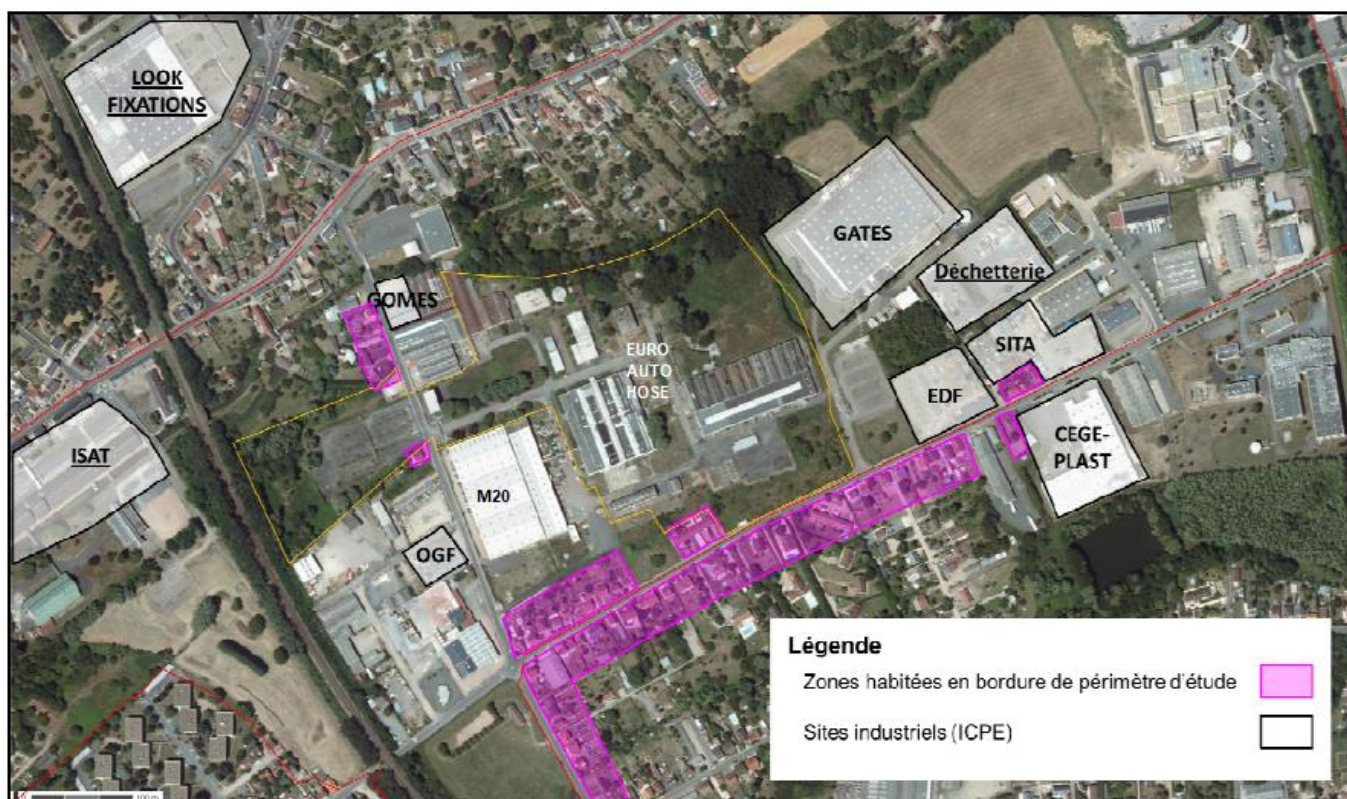 LOOK
FIXATIONS
GATES
GOMES
Déchetterie
EURO
AUTO
HOSE
SITA
EDF
ISAT
CEGE-
PLAST
M20
OGF
Légende
Zones habitées en bordure de périmètre d'étude
Sites industriels (ICPE)
100 m